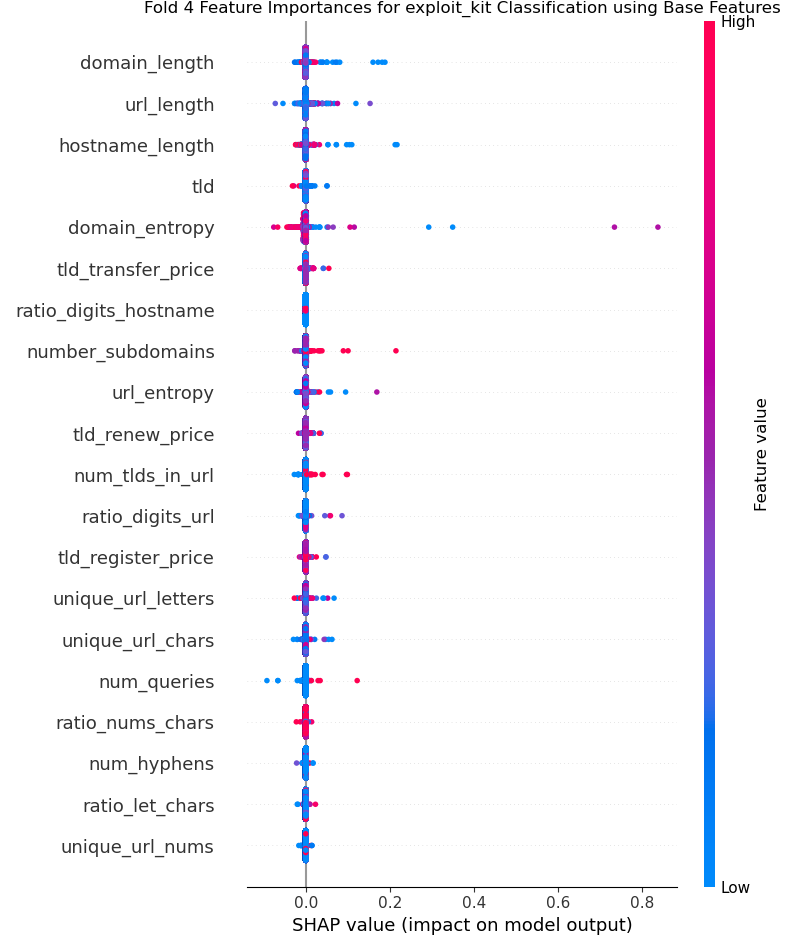 Fold 4 Feature Importances for exploit_kit Classification using Base Features
High
domain_length
url_length
hostname_length
tld
domain_entropy
tld_transfer_price
ratio_digits_hostname
number_subdomains
url_entropy
tld_renew_price
num_tlds_in_url
ratio_digits_url
tld_register_price
unique_url_letters
unique_url_chars
num_queries
ratio_nums_chars
num_hyphens
ratio_let_chars
unique_url_nums
Feature value
Low
0.0 0.2 0.4 0.6 0.8
SHAP value (impact on model output)